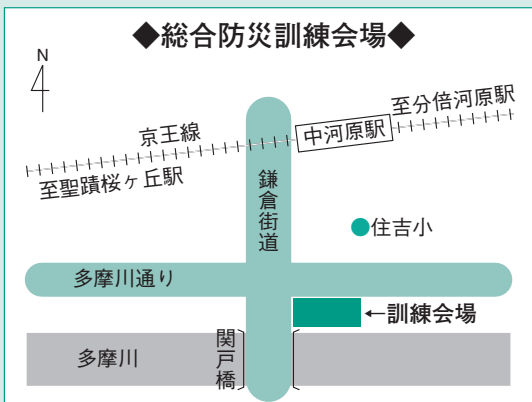 ◆総合防災訓練会場◆
N
至分倍河原駅
中河原駅
京王線
至聖蹟桜ヶ丘駅
鎌倉街道
住吉小
多摩川通り
←訓練会場
関戸橋
多摩川